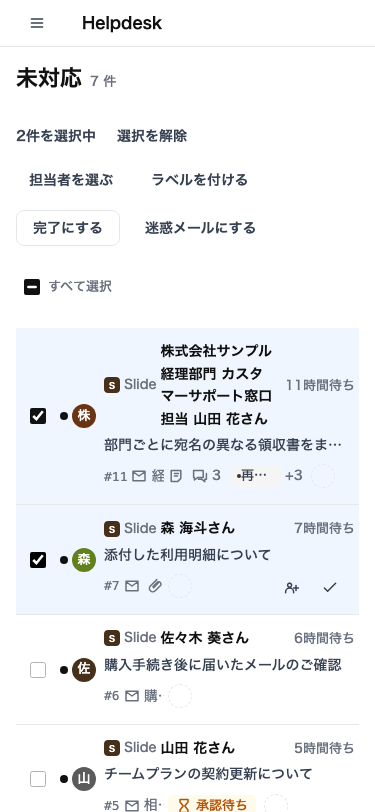 Helpdesk
未対応 7 件
2件を選択中 選択を解除
担当者を選ぶ ラベルを付ける
完了にする 迷惑メールにする
すべて選択
株 S Slide 株式会社サンプル
経理部門 カスタ
マーサポート窓口
担当 山田 花さん 11時間待ち
部門ごとに宛名の異なる領収書をま…
#11 経 3 再… +3
森 S Slide 森 海斗さん 7時間待ち
添付した利用明細について
#7
佐 S Slide 佐々木 葵さん 6時間待ち
購入手続き後に届いたメールのご確認
#6 購
山 S Slide 山田 花さん 5時間待ち
チームプランの契約更新について
#5 相 承認待ち